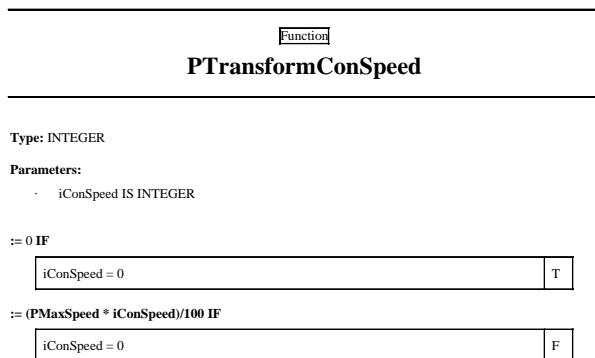 Function
PTransformConSpeed
Type: INTEGER
Parameters:
· iConSpeed IS INTEGER
:= 0 IF
iConSpeed = 0 T
:= (PMaxSpeed * iConSpeed)/100 IF
iConSpeed = 0 F